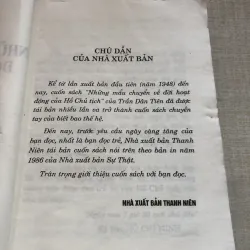 CHỦ DẪN
CỦA NHÀ XUẤT BẢN
Kể từ lần xuất bản đầu tiên (năm 1948) đến
nay, cuốn sách "Những mẩu chuyện về đời hoạt
động của Hồ Chủ tịch" của Trần Dân Tiên đã được
tái bản nhiều lần và trở thành cuốn sách chuyền
tay của biết bao thế hệ.
Đến nay, trước yêu cầu ngày càng tăng của
bạn đọc, nhất là bạn đọc trẻ, Nhà xuất bản Thanh
Niên tái bản cuốn sách nói trên theo bản in năm
1986 của Nhà xuất bản Sự Thật.
Trân trọng giới thiệu cuốn sách với bạn đọc.
NHÀ XUẤT BẢN THANH NIÊN